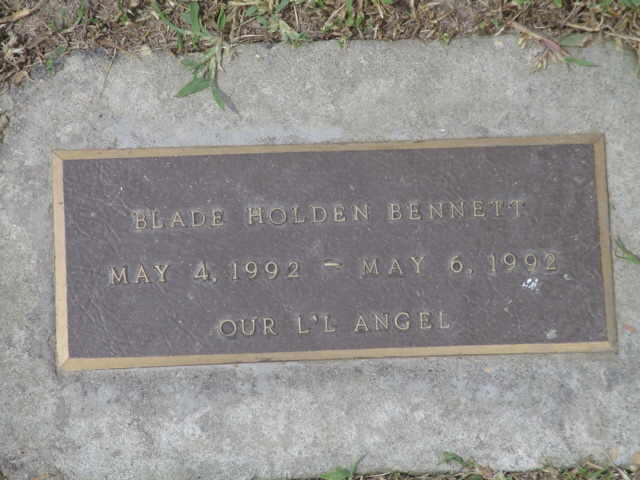 BLADE HOLDEN BENNETT
MAY 4, 1992 – MAY 6, 1992
OUR L'L ANGEL